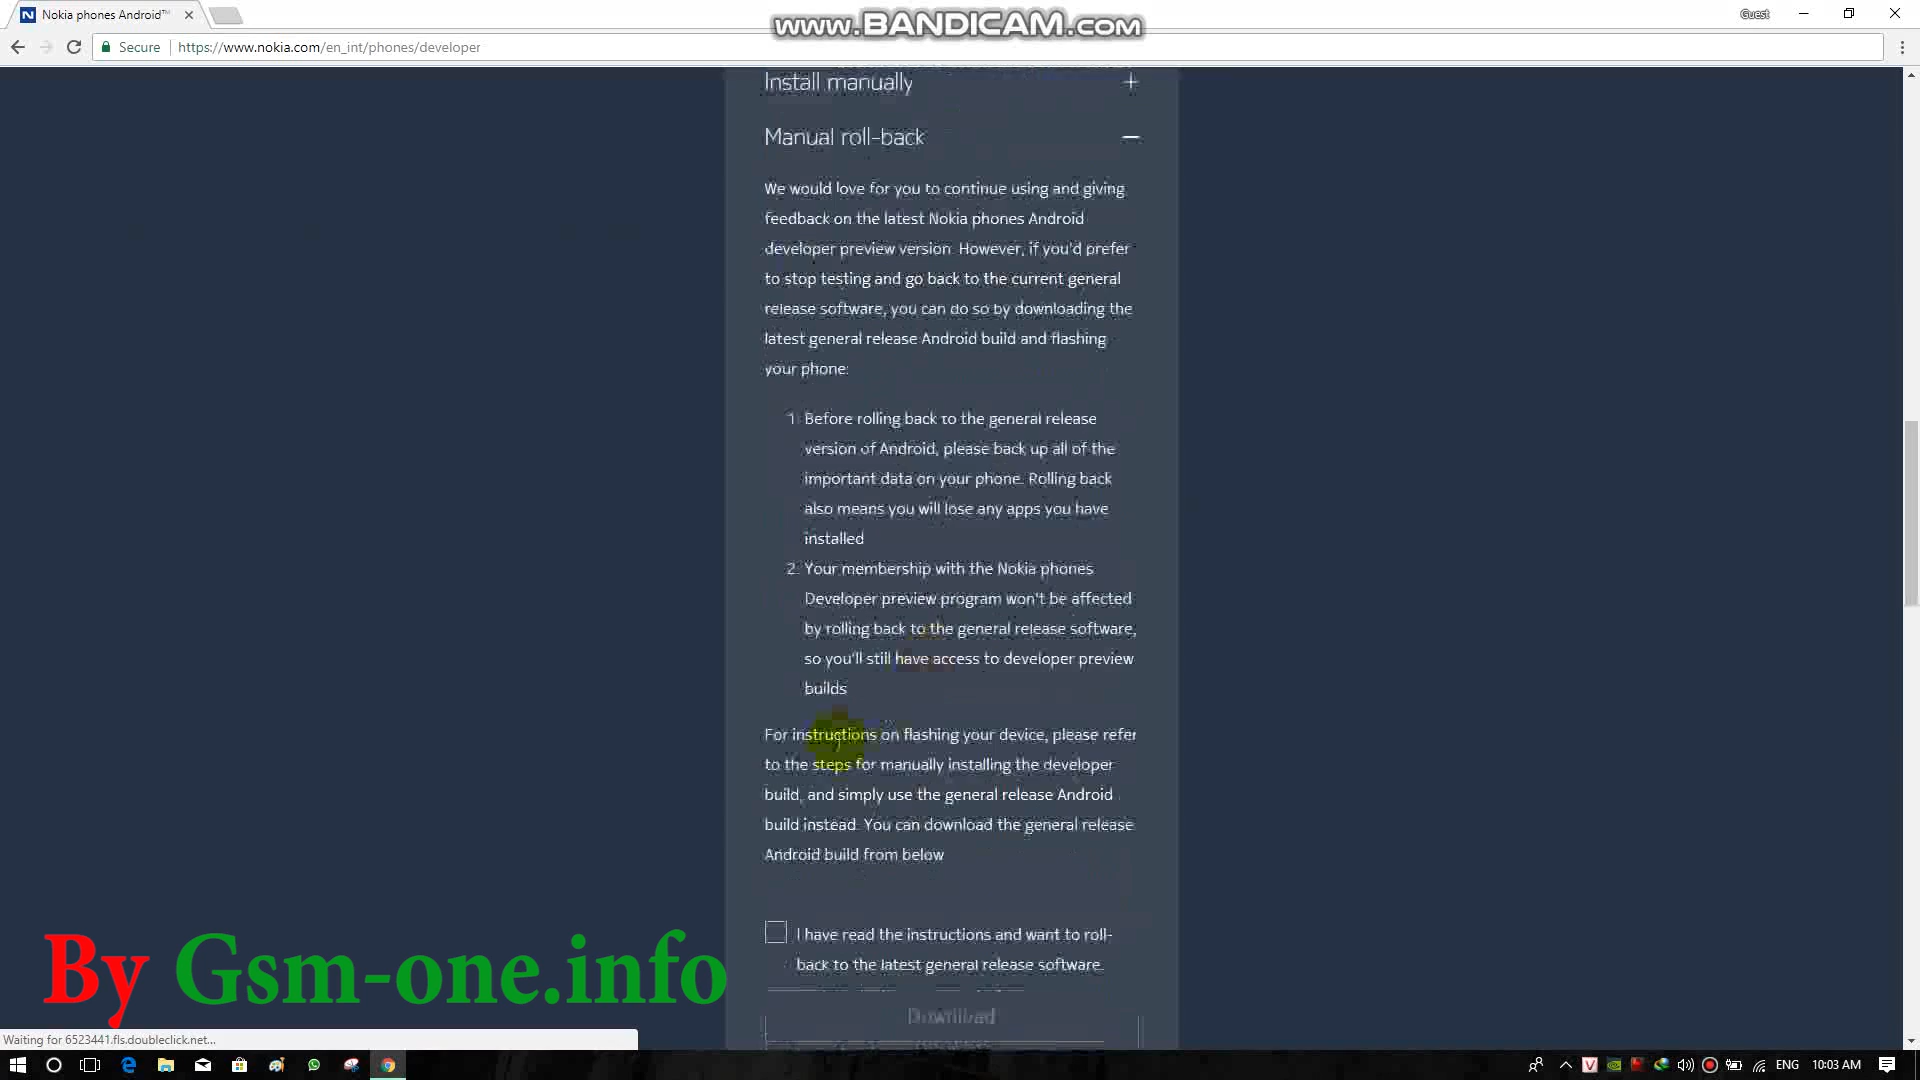 Nokia phones Android™
www.BANDICAM.com
Guest
Secure
https://www.nokia.com/en_int/phones/developer
Install manually
Manual roll-back
We would love for you to continue using and giving
feedback on the latest Nokia phones Android
developer preview version. However, if you'd prefer
to stop testing and go back to the current general
release software, you can do so by downloading the
latest general release Android build and flashing
your phone:
1. Before rolling back to the general release
version of Android, please back up all of the
important data on your phone. Rolling back
also means you will lose any apps you have
installed
2. Your membership with the Nokia phones
Developer preview program won't be affected
by rolling back to the general release software,
so you'll still have access to developer preview
builds
For instructions on flashing your device, please refer
to the steps for manually installing the developer
build, and simply use the general release Android
build instead. You can download the general release
Android build from below
I have read the instructions and want to roll-
back to the latest general release software.
Download
By Gsm-one.info
Waiting for 6523441.fls.doubleclick.net...
ENG
10:03 AM